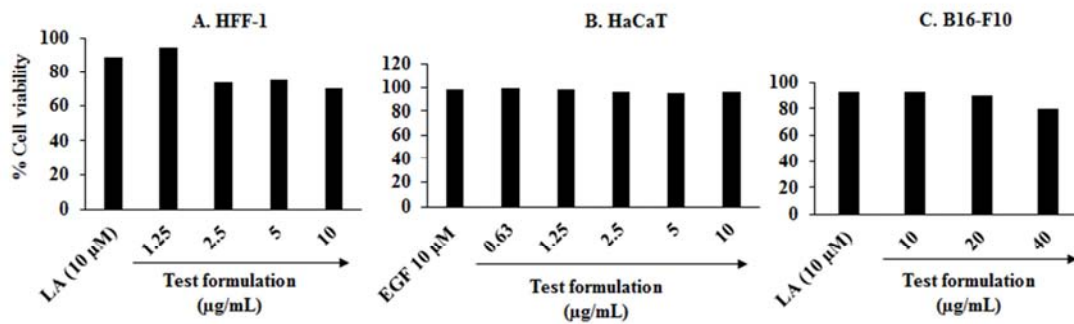 A. HFF-1
% Cell viability
100
80
60
40
20
0
LA (10 µM)
1.25
2.5
5
10
Test formulation
(µg/mL)
B. HaCaT
120
100
80
60
40
20
0
EGF 10 µM
0.63
1.25
2.5
5
10
Test formulation
(µg/mL)
C. B16-F10
100
80
60
40
20
0
LA (10 µM)
10
20
40
Test formulation
(µg/mL)